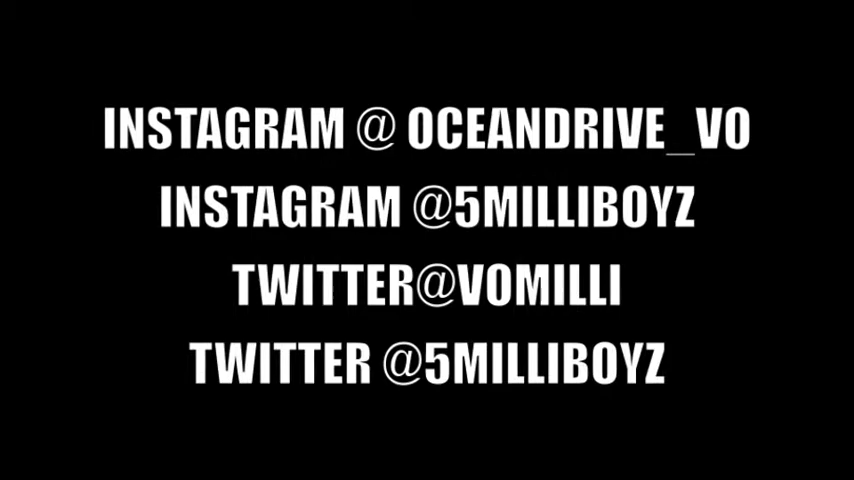 INSTAGRAM @ OCEANDRIVE_VO
INSTAGRAM @5MILLIBOYZ
TWITTER@VOMILLI
TWITTER @5MILLIBOYZ